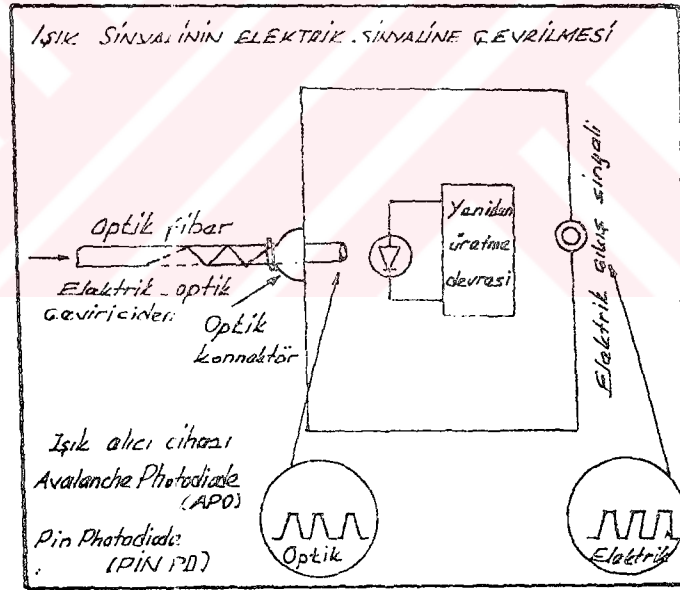 IŞIK SİNYALİNİN ELEKTRİK SİNYALİNE ÇEVRİLMESİ
Optik fiber
Elektrik-optik
çeviriciden
Optik
konnektör
Yeniden
üretme
devresi
Elektrik çıkış sinyali
Işık alıcı cihazı
Avalanche Photodiode
(APD)
Pin Photodiode
(PİN PD)
Optik
Elektrik